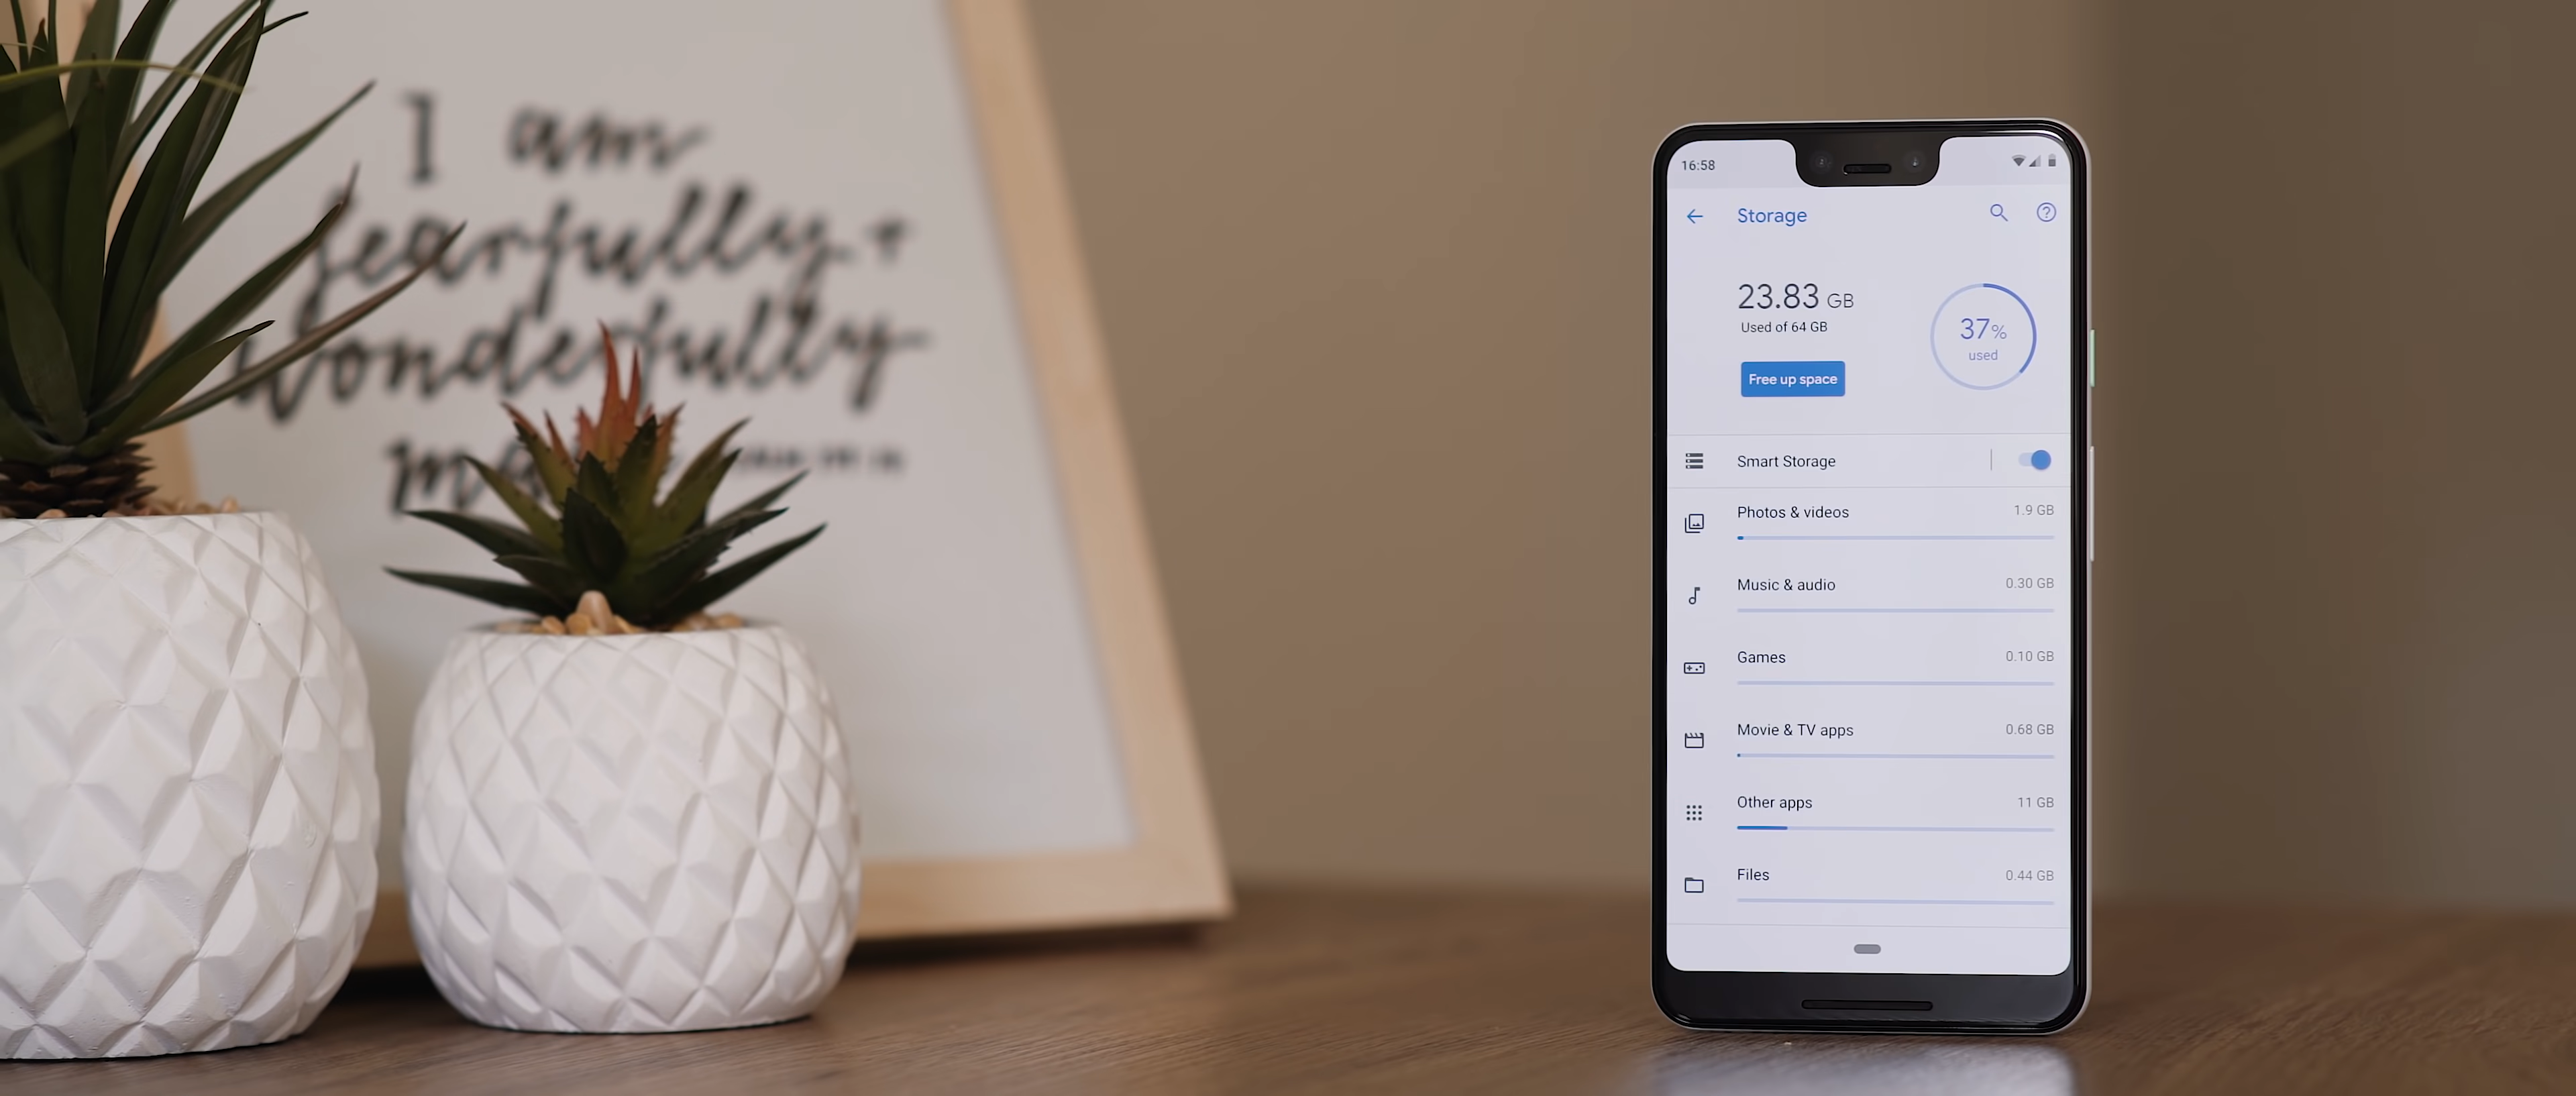 I am
fearfully +
wonderfully
16:58
Storage
23.83 GB
Used of 64 GB
37%
used
Free up space
Smart Storage
Photos & videos 1.9 GB
Music & audio 0.30 GB
Games 0.10 GB
Movie & TV apps 0.68 GB
Other apps 11 GB
Files 0.44 GB